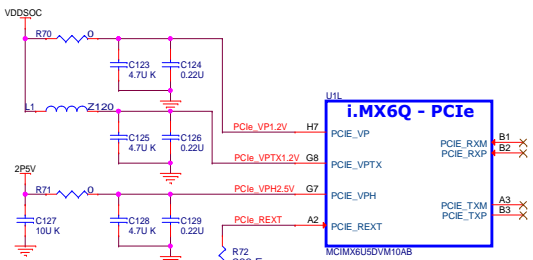 VDDSOC
R70 0
C123 C124
4.7U K 0.22U
U1L
i.MX6Q - PCIe
L1 Z120
PCIe_VP1.2V H7 PCIE_VP
C125 C126
4.7U K 0.22U
PCIE_RXM B1
PCIE_RXP B2
PCIe_VPTX1.2V G8 PCIE_VPTX
2P5V
R71 0
PCIe_VPH2.5V G7 PCIE_VPH
PCIE_TXM A3
PCIE_TXP B3
C127 C128 C129
10U K 4.7U K 0.22U
PCIe_REXT A2 PCIE_REXT
R72
MCIMX6U5DVM10AB